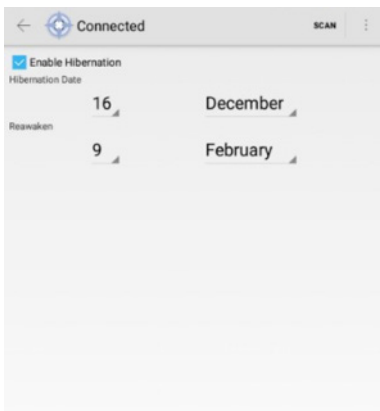 Connected SCAN
Enable Hibernation
Hibernation Date
16 December
Reawaken
9 February